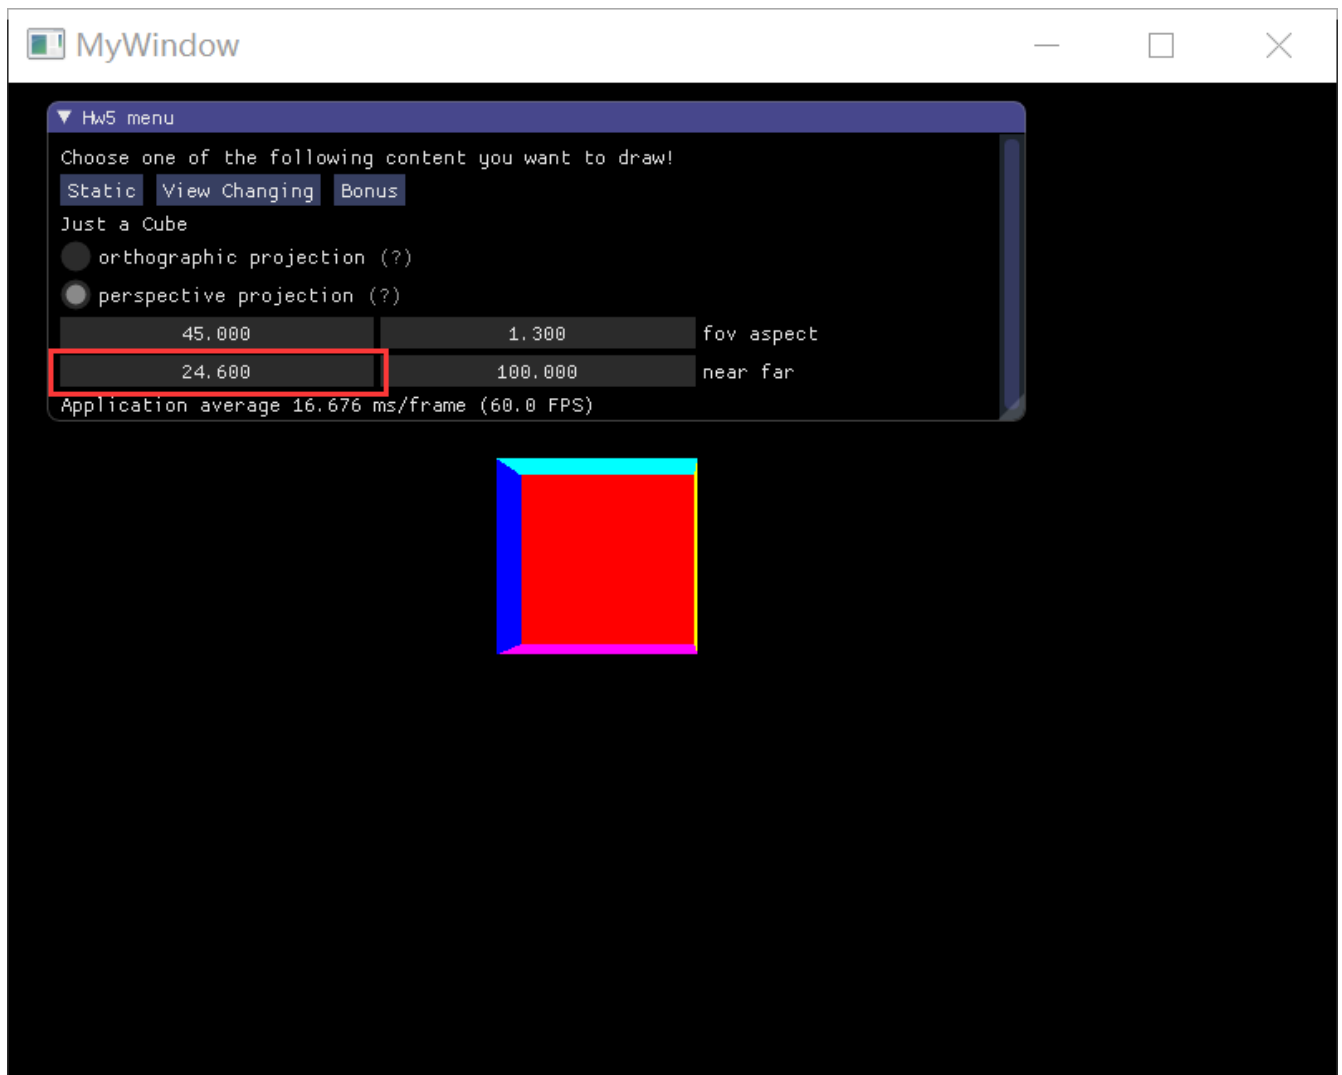 MyWindow
Hw5 menu
Choose one of the following content you want to draw!
Static View Changing Bonus
Just a Cube
orthographic projection (?)
perspective projection (?)
45.000 1.300 fov aspect
24.600 100.000 near far
Application average 16.676 ms/frame (60.0 FPS)